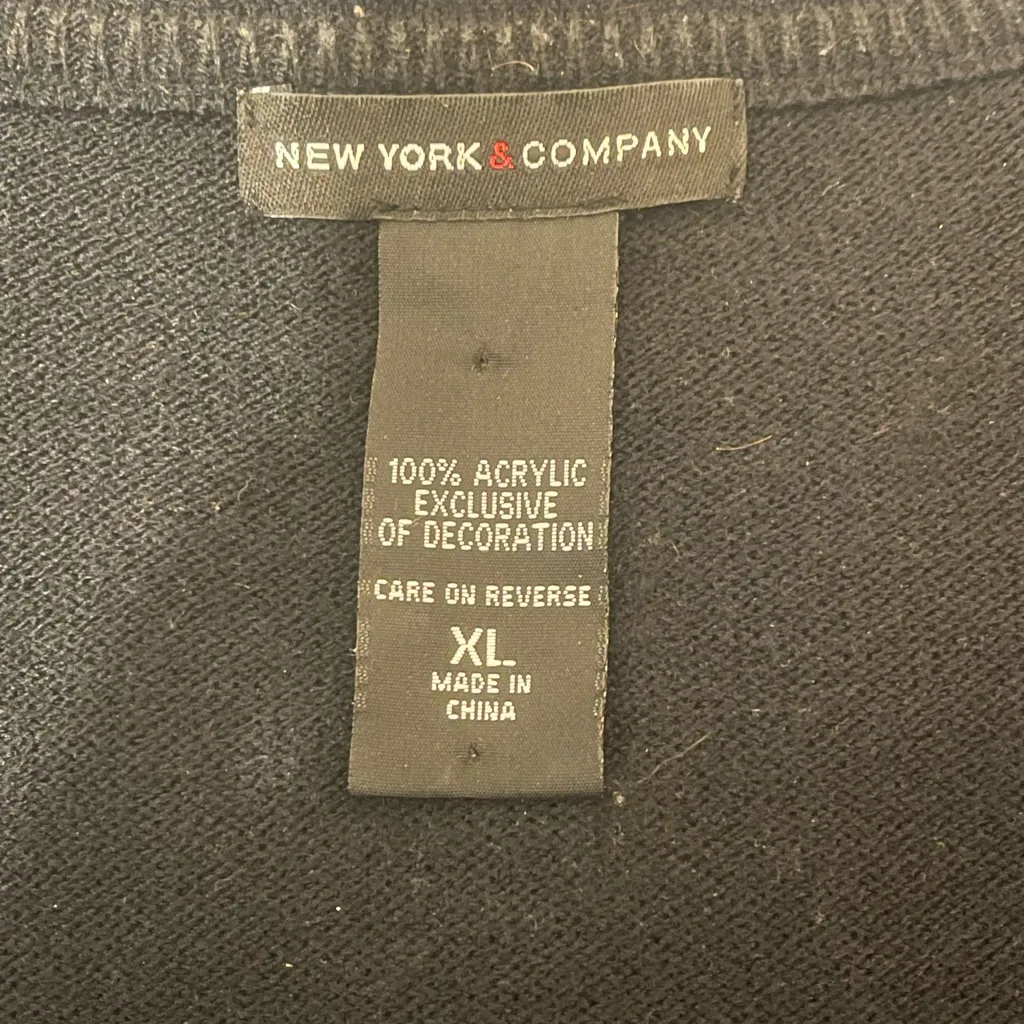 NEW YORK & COMPANY
100% ACRYLIC
EXCLUSIVE
OF DECORATION
CARE ON REVERSE
XL
MADE IN
CHINA